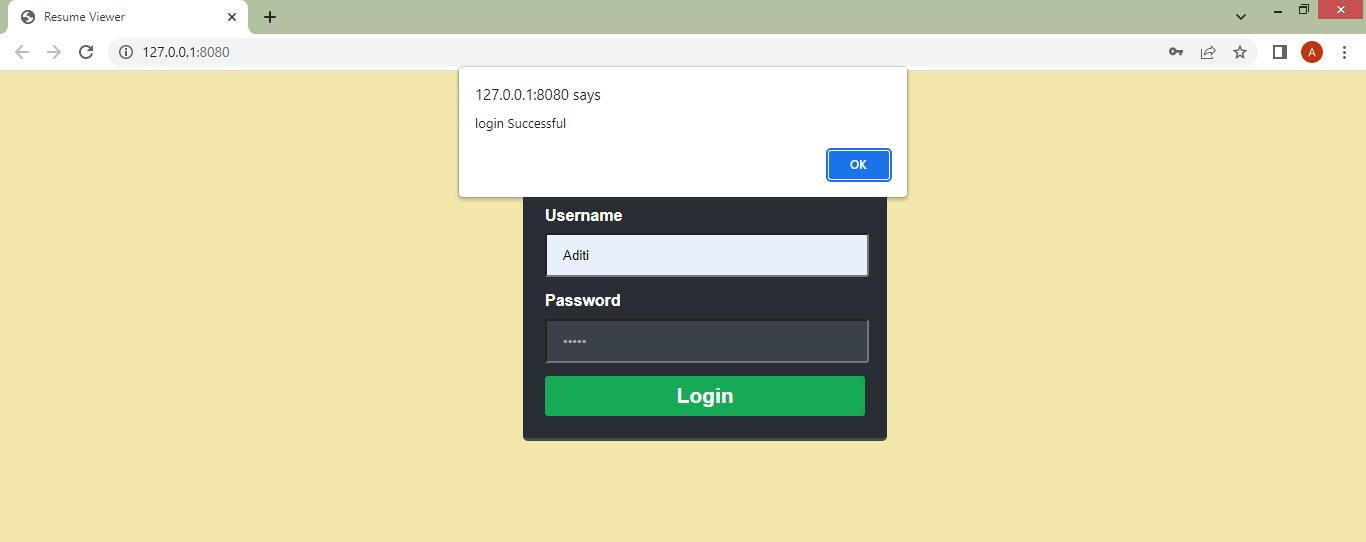 Resume Viewer
127.0.0.1:8080
A
127.0.0.1:8080 says
login Successful
OK
Username
Aditi
Password
•••••
Login